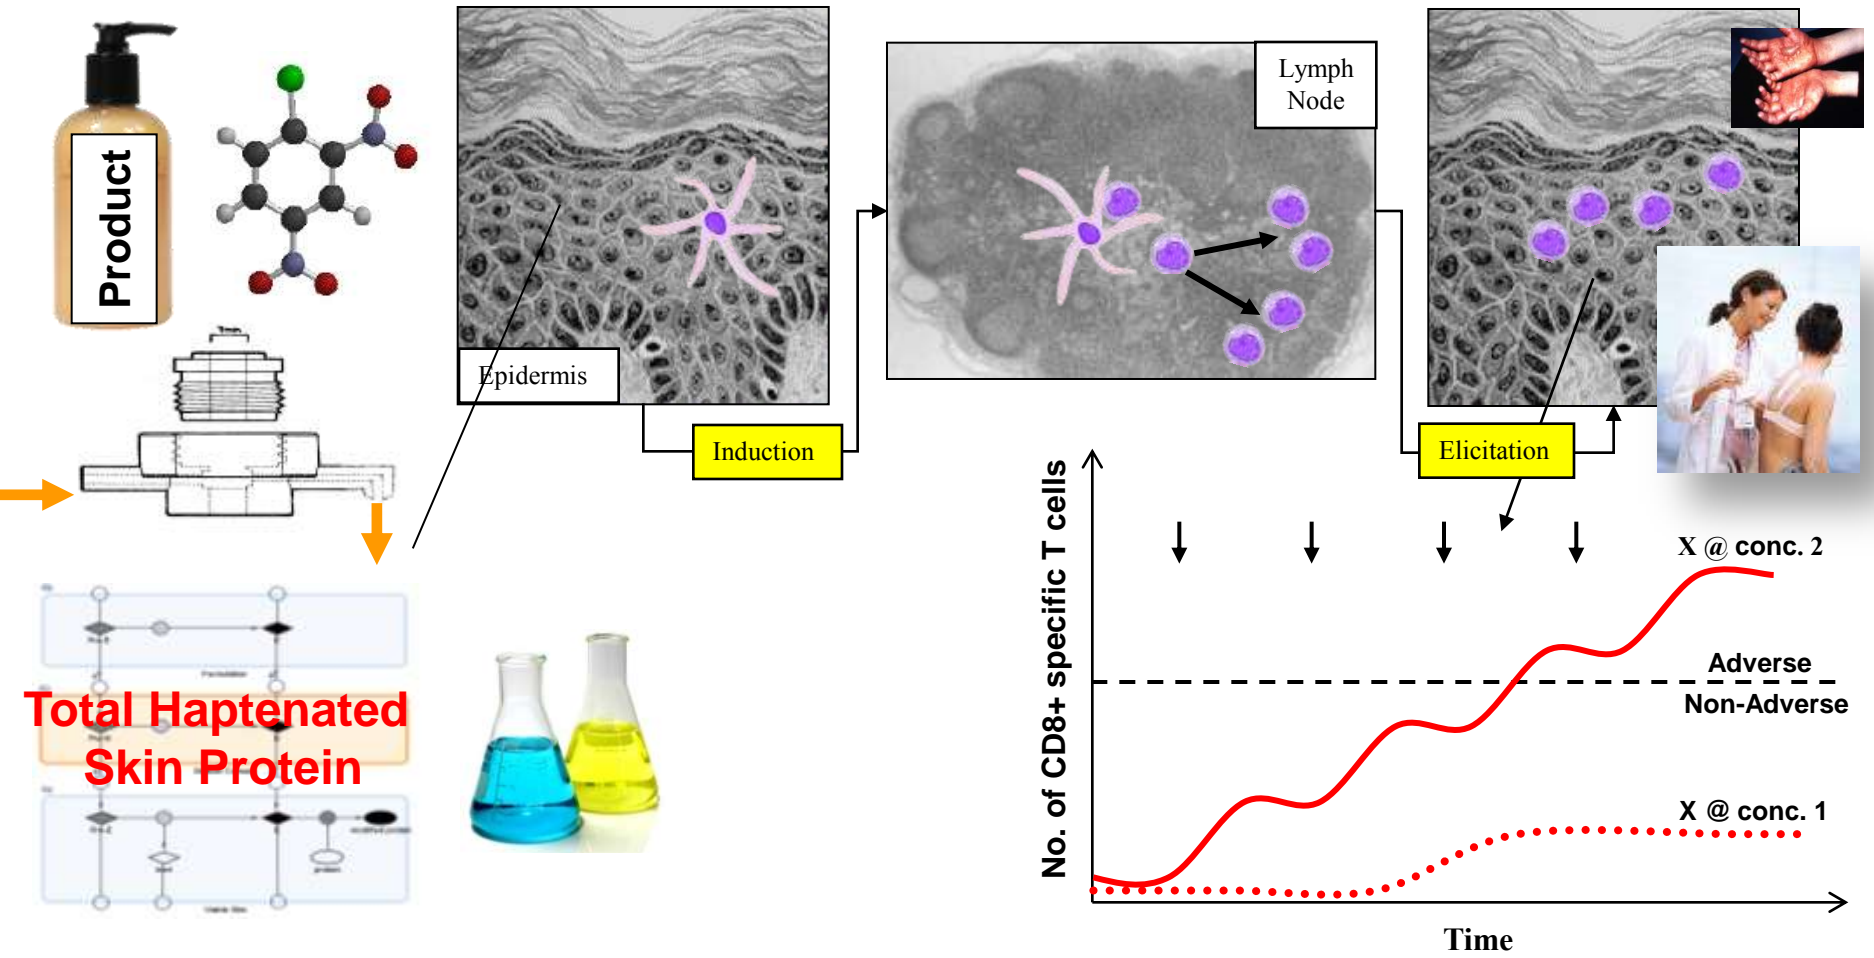 Product
Epidermis
Induction
Lymph
Node
Elicitation
Total Haptenated
Skin Protein
No. of CD8+ specific T cells
X @ conc. 2
Adverse
Non-Adverse
X @ conc. 1
Time